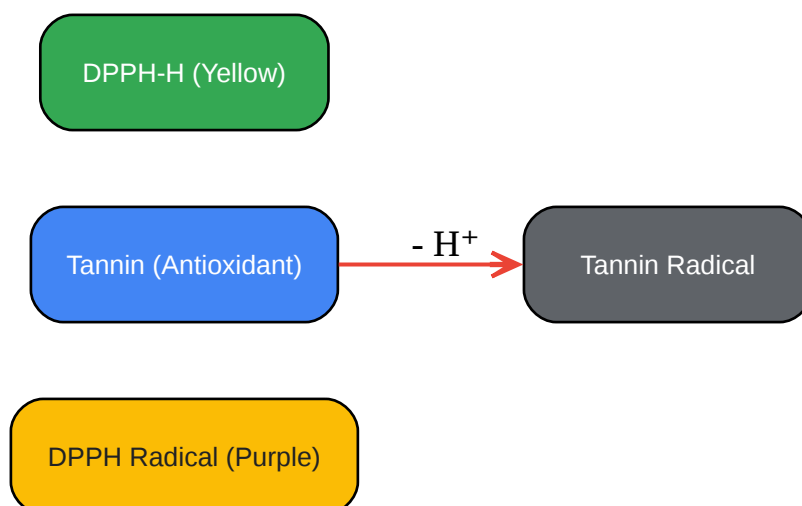 DPPH-H (Yellow)
Tannin (Antioxidant)
- H⁺
Tannin Radical
DPPH Radical (Purple)